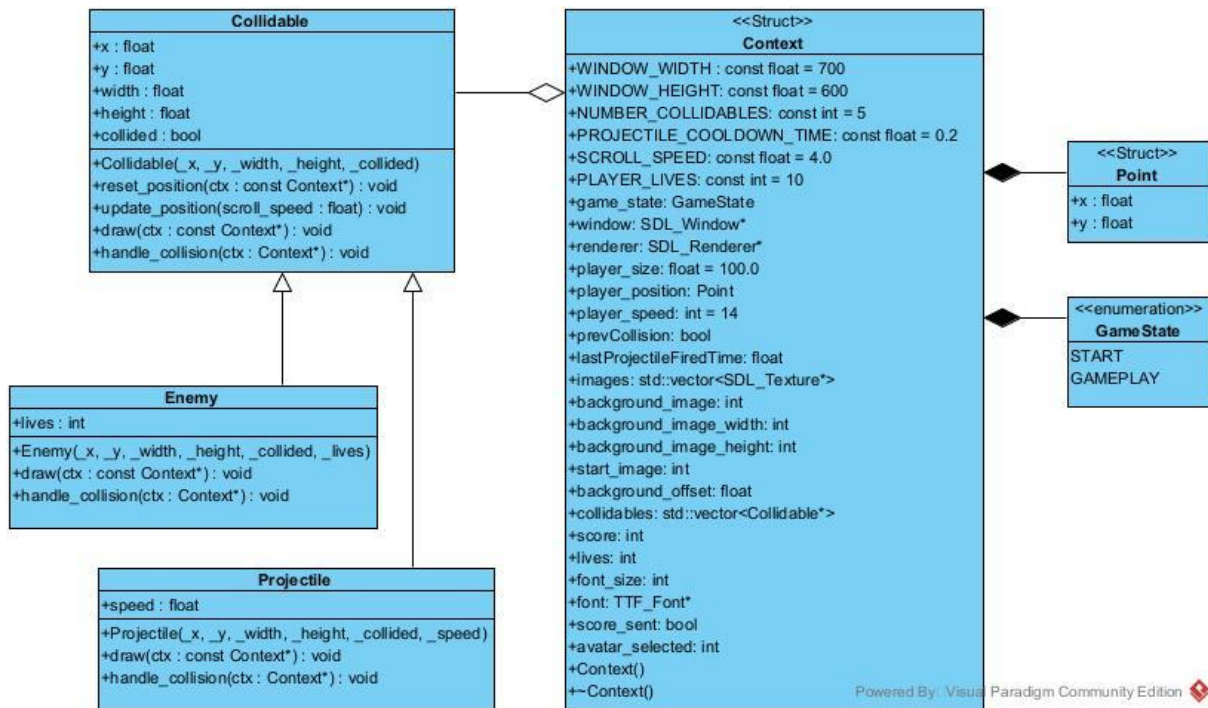 Collidable
+x : float
+y : float
+width : float
+height : float
+collided : bool
+Collidable(_x, _y, _width, _height, _collided)
+reset_position(ctx : const Context*) : void
+update_position(scroll_speed : float) : void
+draw(ctx : const Context*) : void
+handle_collision(ctx : Context*) : void
Enemy
+lives : int
+Enemy(_x, _y, _width, _height, _collided, _lives)
+draw(ctx : const Context*) : void
+handle_collision(ctx : Context*) : void
Projectile
+speed : float
+Projectile(_x, _y, _width, _height, _collided, _speed)
+draw(ctx : const Context*) : void
+handle_collision(ctx : Context*) : void
<<Struct>>
Context
+WINDOW_WIDTH : const float = 700
+WINDOW_HEIGHT: const float = 600
+NUMBER_COLLIDABLES: const int = 5
+PROJECTILE_COOLDOWN_TIME: const float = 0.2
+SCROLL_SPEED: const float = 4.0
+PLAYER_LIVES: const int = 10
+game_state: GameState
+window: SDL_Window*
+renderer: SDL_Renderer*
+player_size: float = 100.0
+player_position: Point
+player_speed: int = 14
+prevCollision: bool
+lastProjectileFiredTime: float
+images: std::vector<SDL_Texture*>
+background_image: int
+background_image_width: int
+background_image_height: int
+start_image: int
+background_offset: float
+collidables: std::vector<Collidable*>
+score: int
+lives: int
+font_size: int
+font: TTF_Font*
+score_sent: bool
+avatar_selected: int
+Context()
+~Context()
<<Struct>>
Point
+x : float
+y : float
<<enumeration>>
GameState
START
GAMEPLAY
Powered By: Visual Paradigm Community Edition